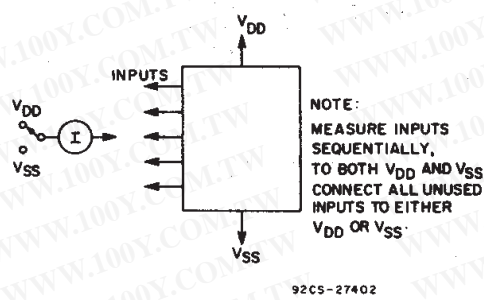 VDD
INPUTS
VDD
I
VSS
NOTE:
MEASURE INPUTS
SEQUENTIALLY,
TO BOTH VDD AND VSS
CONNECT ALL UNUSED
INPUTS TO EITHER
VDD OR VSS.
VSS
92CS-27402
WWW.100Y.COM.TW